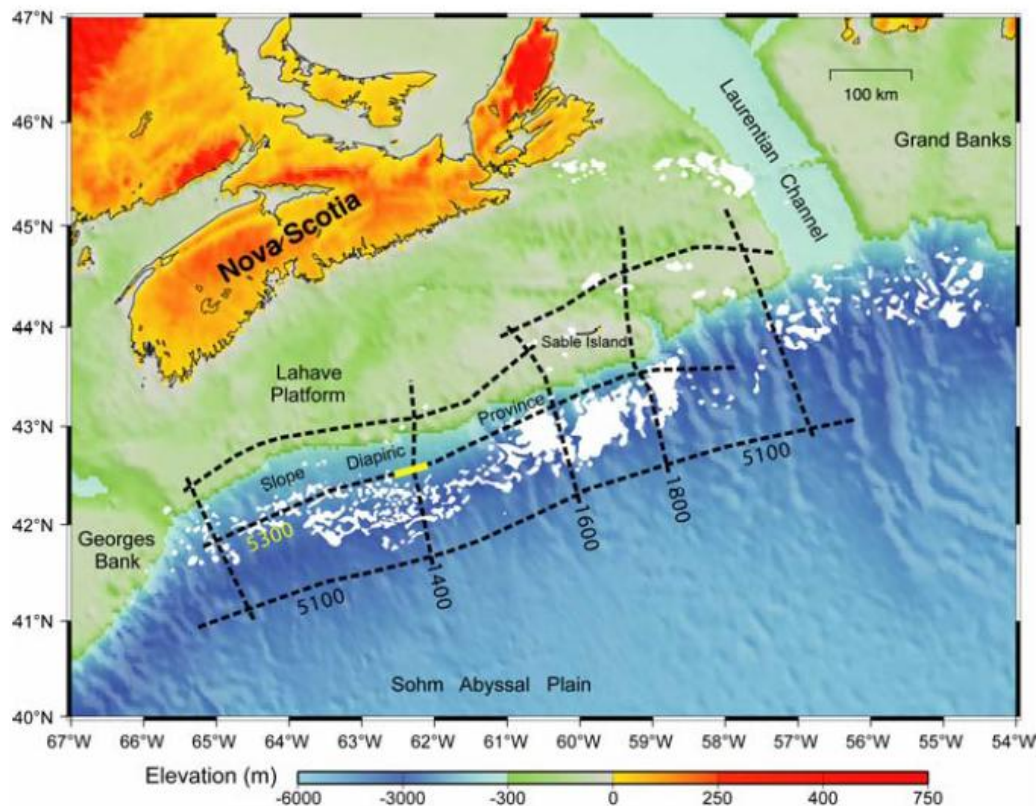 47°N
46°N
45°N
44°N
43°N
42°N
41°N
40°N
100 km
Laurentian Channel
Grand Banks
Nova Scotia
Sable Island
Lahave
Platform
Slope Diapiric Province
Georges
Bank
5300
5100
1400
1600
1800
5100
Sohm Abyssal Plain
67°W 66°W 65°W 64°W 63°W 62°W 61°W 60°W 59°W 58°W 57°W 56°W 55°W 54°W
Elevation (m)
-6000 -3000 -300 0 250 400 750